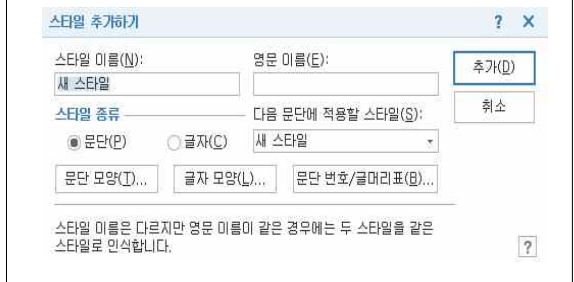 스타일 추가하기 ? X
스타일 이름(N): 영문 이름(E): 추가(D)
새 스타일
스타일 종류 다음 문단에 적용할 스타일(S): 취소
문단(P) 글자(C) 새 스타일
문단 모양(T)... 글자 모양(L)... 문단 번호/글머리표(B)...
스타일 이름은 다르지만 영문 이름이 같은 경우에는 두 스타일을 같은
스타일로 인식합니다. ?